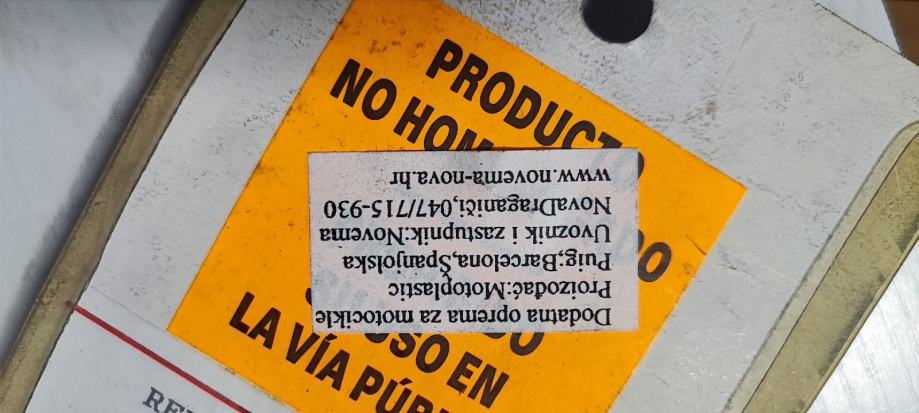 PRODUCTO
NO HOM
DO
USO EN
LA VÍA PÚB
Dodatna oprema za motocikle
Proizođač:Motoplastic
Puig;Barcelona,Španjolska
Uvoznik i zastupnik:Novema
NovaDraganići,047/715-930
www.novema-nova.hr